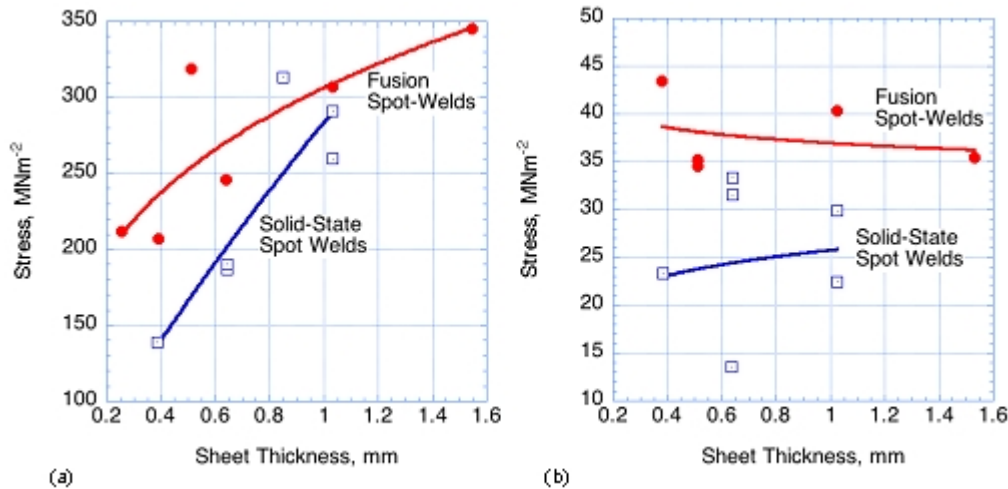 350
300
250
200
150
100
Stress, MNm-2
Fusion
Spot-Welds
Solid-State
Spot Welds
0.2 0.4 0.6 0.8 1 1.2 1.4 1.6
Sheet Thickness, mm
(a)
50
45
40
35
30
25
20
15
10
Stress, MNm-2
Fusion
Spot-Welds
Solid-State
Spot Welds
0.2 0.4 0.6 0.8 1 1.2 1.4 1.6
Sheet Thickness, mm
(b)